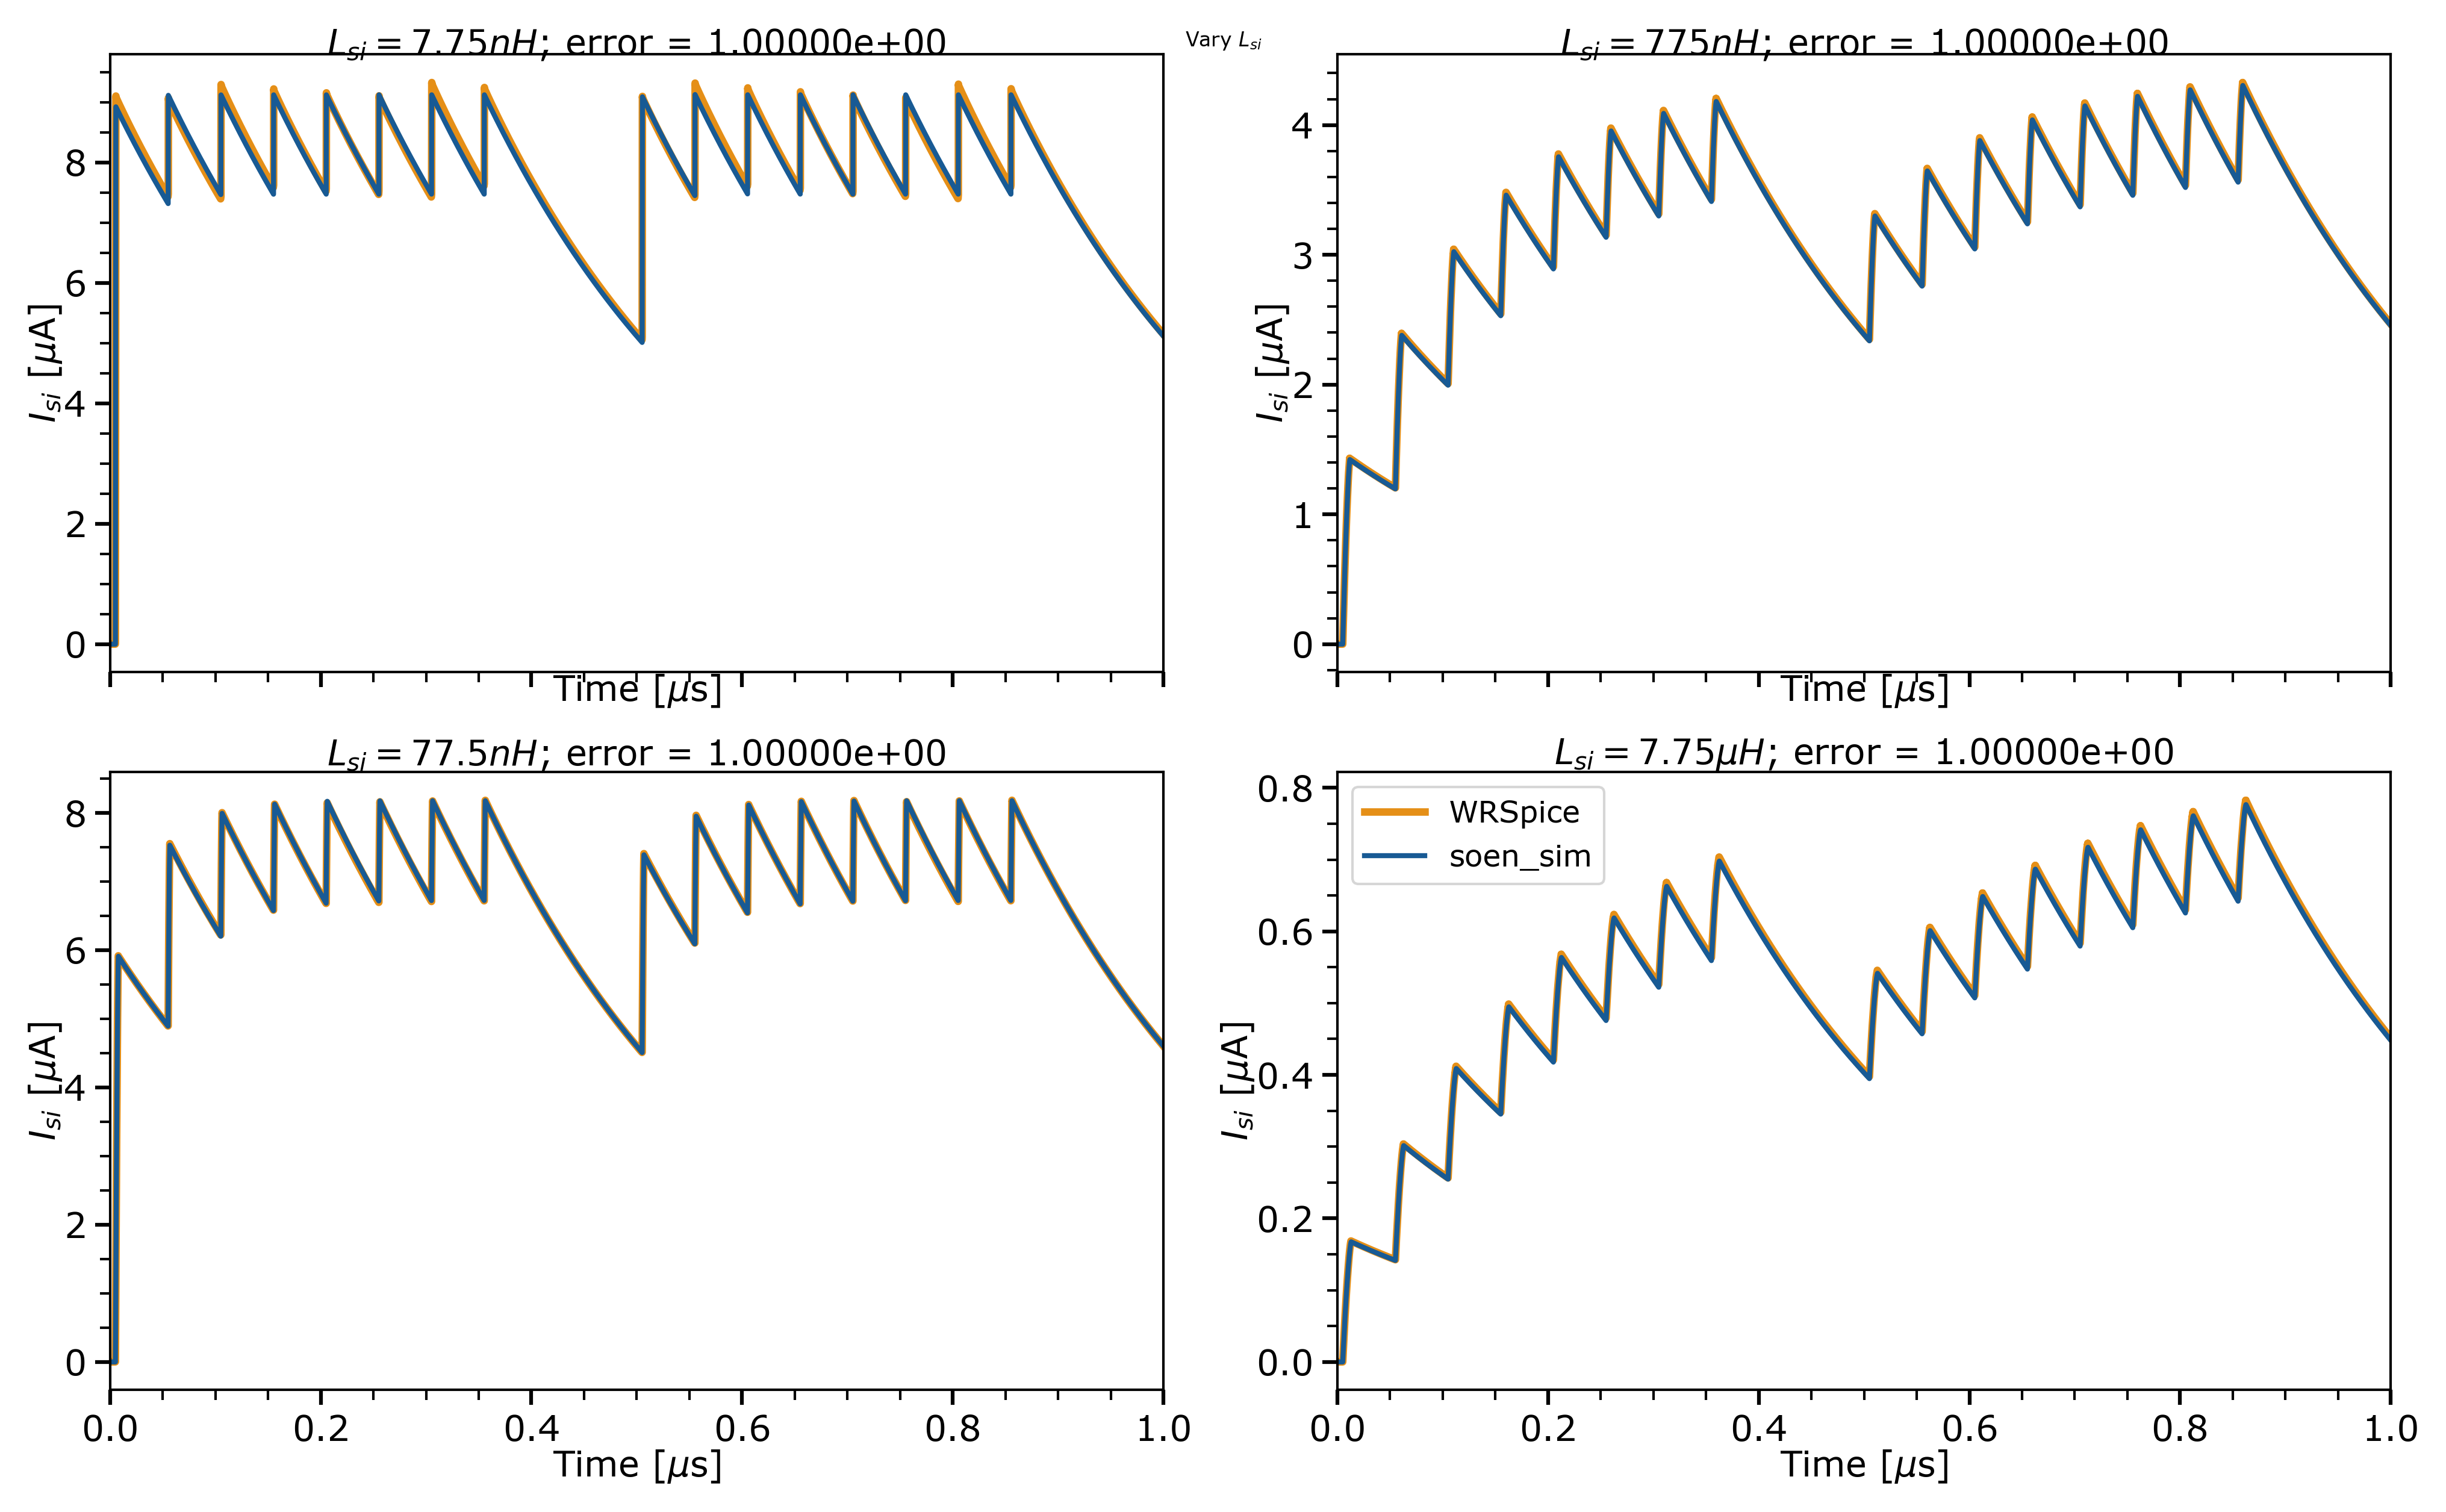 L_si = 7.75nH; error = 1.00000e+00
Vary L_si
L_si = 775nH; error = 1.00000e+00
8
6
4
2
0
I_si [μA]
Time [μs]
4
3
2
1
0
I_si [μA]
Time [μs]
L_si = 77.5nH; error = 1.00000e+00
8
6
4
2
0
I_si [μA]
0.0 0.2 0.4 0.6 0.8 1.0
Time [μs]
L_si = 7.75μH; error = 1.00000e+00
WRSpice
soen_sim
0.8
0.6
0.4
0.2
0.0
I_si [μA]
0.0 0.2 0.4 0.6 0.8 1.0
Time [μs]